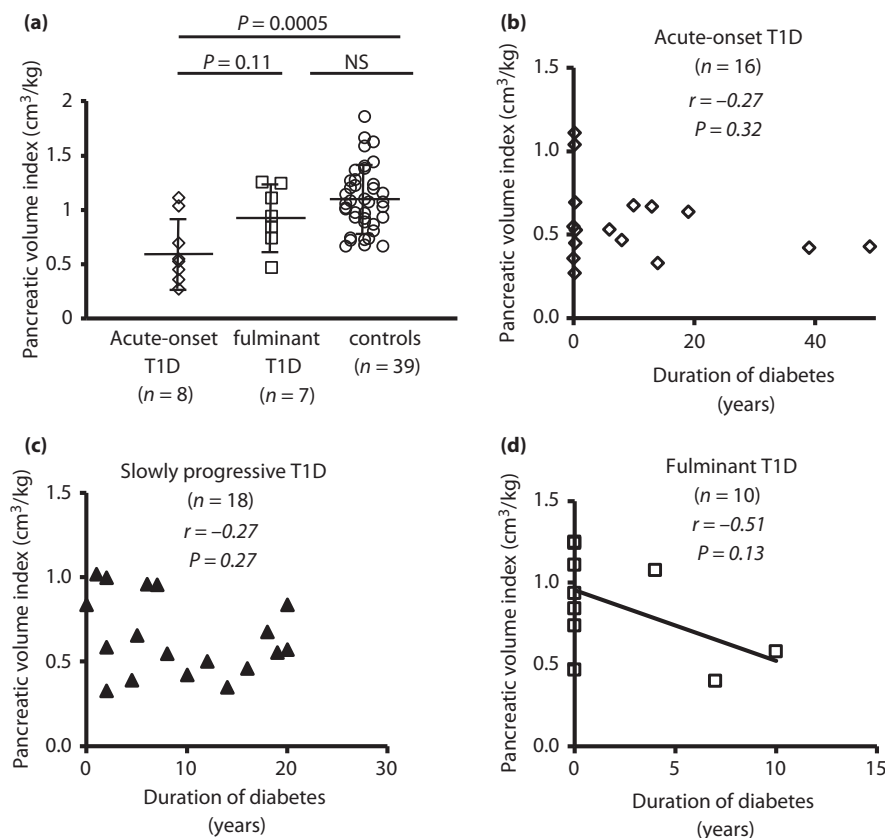 (a)
P = 0.0005
P = 0.11 NS
Pancreatic volume index (cm³/kg)
2
1.5
1
0.5
0
Acute-onset T1D (n = 8)
fulminant T1D (n = 7)
controls (n = 39)
(b)
Acute-onset T1D
(n = 16)
r = –0.27
P = 0.32
Pancreatic volume index (cm³/kg)
1.5
1.0
0.5
0.0
0 20 40
Duration of diabetes
(years)
(c)
Slowly progressive T1D
(n = 18)
r = –0.27
P = 0.27
Pancreatic volume index (cm³/kg)
1.5
1.0
0.5
0.0
0 10 20 30
Duration of diabetes
(years)
(d)
Fulminant T1D
(n = 10)
r = –0.51
P = 0.13
Pancreatic volume index (cm³/kg)
1.5
1.0
0.5
0.0
0 5 10 15
Duration of diabetes
(years)